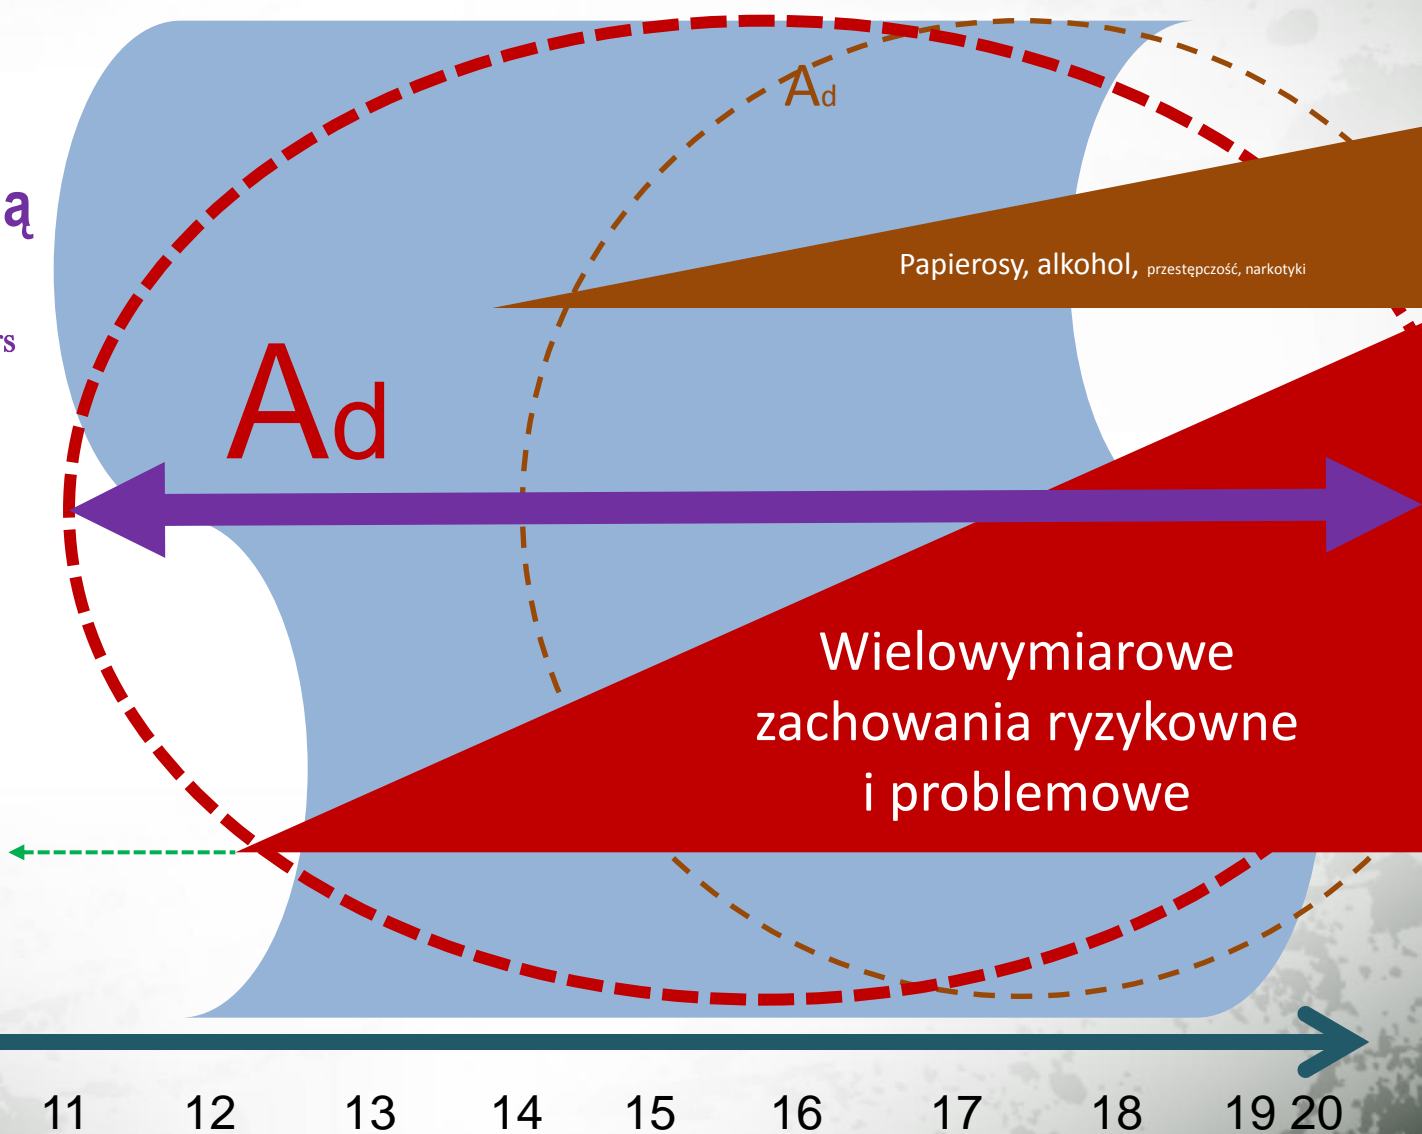 Ad
ą
Papierosy, alkohol, przestępczość, narkotyki
rs
Ad
Wielowymiarowe
zachowania ryzykowne
i problemowe
11 12 13 14 15 16 17 18 19 20